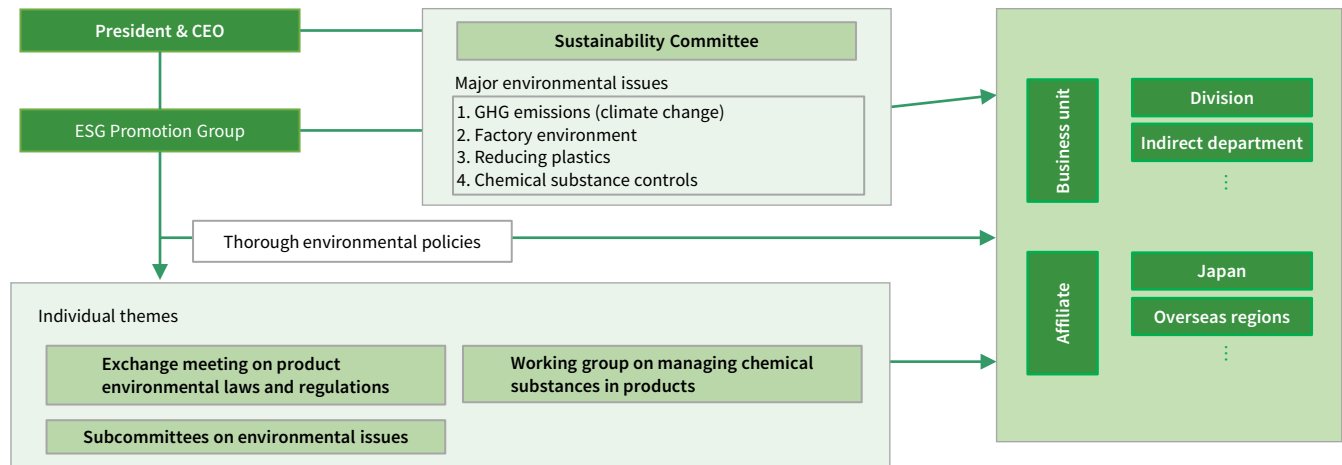 President & CEO
ESG Promotion Group
Sustainability Committee
Major environmental issues
1. GHG emissions (climate change)
2. Factory environment
3. Reducing plastics
4. Chemical substance controls
Thorough environmental policies
Individual themes
Exchange meeting on product
environmental laws and regulations
Working group on managing chemical
substances in products
Subcommittees on environmental issues
Business unit
Division
Indirect department
⋮
Affiliate
Japan
Overseas regions
⋮